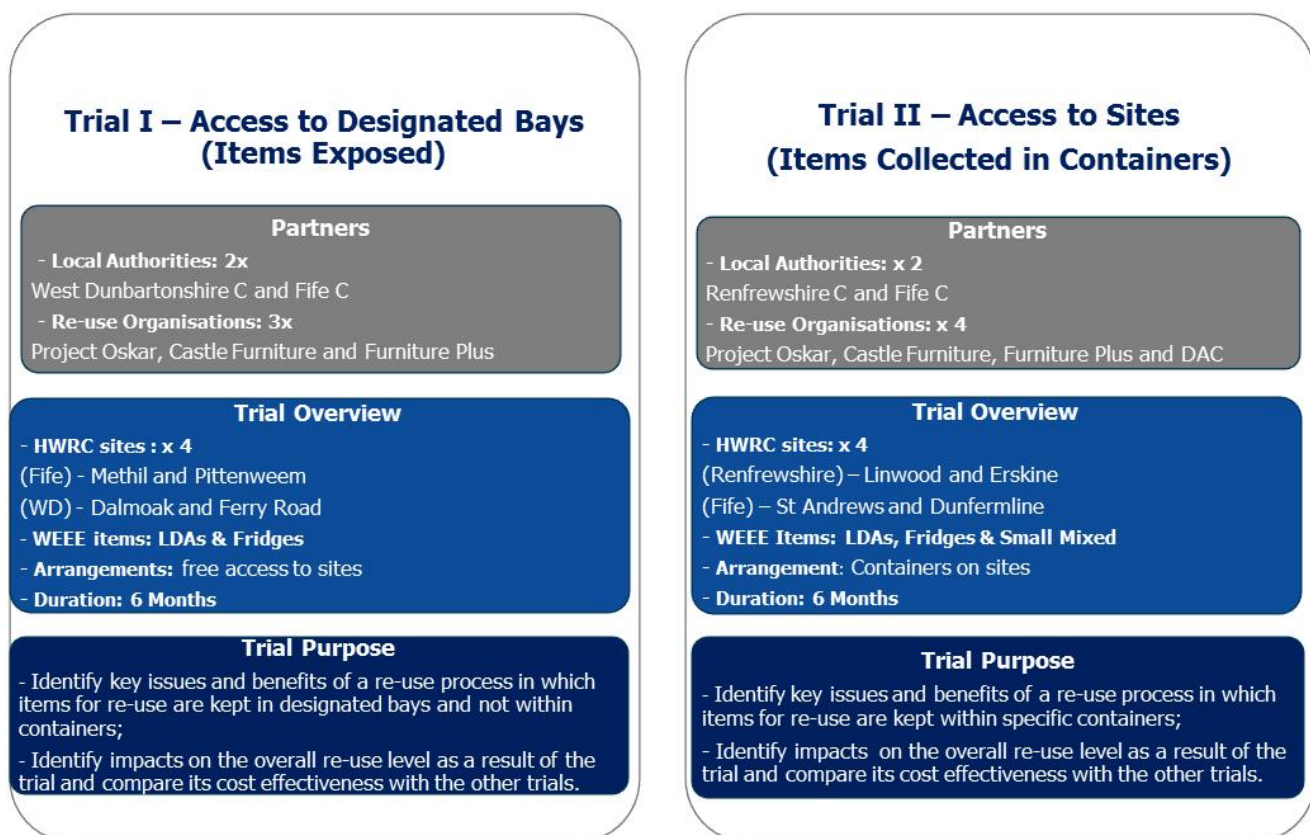 Trial I – Access to Designated Bays
(Items Exposed)
Partners
- Local Authorities: 2x
West Dunbartonshire C and Fife C
- Re-use Organisations: 3x
Project Oskar, Castle Furniture and Furniture Plus
Trial Overview
- HWRC sites : x 4
(Fife) - Methil and Pittenweem
(WD) - Dalmoak and Ferry Road
- WEEE items: LDAs & Fridges
- Arrangements: free access to sites
- Duration: 6 Months
Trial Purpose
- Identify key issues and benefits of a re-use process in which
items for re-use are kept in designated bays and not within
containers;
- Identify impacts on the overall re-use level as a result of the
trial and compare its cost effectiveness with the other trials.
Trial II – Access to Sites
(Items Collected in Containers)
Partners
- Local Authorities: x 2
Renfrewshire C and Fife C
- Re-use Organisations: x 4
Project Oskar, Castle Furniture, Furniture Plus and DAC
Trial Overview
- HWRC sites: x 4
(Renfrewshire) – Linwood and Erskine
(Fife) – St Andrews and Dunfermline
- WEEE Items: LDAs, Fridges & Small Mixed
- Arrangement: Containers on sites
- Duration: 6 Months
Trial Purpose
- Identify key issues and benefits of a re-use process in which
items for re-use are kept within specific containers;
- Identify impacts on the overall re-use level as a result of the
trial and compare its cost effectiveness with the other trials.